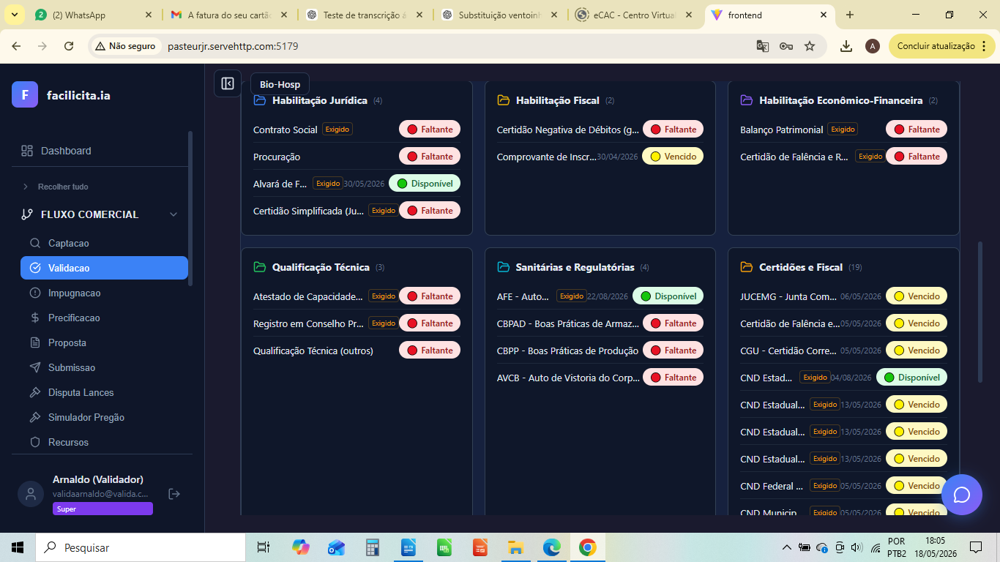 (2) WhatsApp
A fatura do seu cartã
Teste de transcrição á
Substituição ventoinh
eCAC - Centro Virtua
frontend
Não seguro
pasteurjr.servehttp.com:5179
A
Concluir atualização
F
facilicita.ia
Dashboard
Recolher tudo
FLUXO COMERCIAL
Captacao
Validacao
Impugnacao
Precificacao
Proposta
Submissao
Disputa Lances
Simulador Pregão
Recursos
Arnaldo (Validador)
validaarnaldo@valida.c...
Super
Bio-Hosp
Habilitação Jurídica (4)
Contrato Social Exigido Faltante
Procuração Faltante
Alvará de F... Exigido 30/05/2026 Disponível
Certidão Simplificada (Ju... Exigido Faltante
Habilitação Fiscal (2)
Certidão Negativa de Débitos (g... Faltante
Comprovante de Inscr... 30/04/2026 Vencido
Habilitação Econômico-Financeira (2)
Balanço Patrimonial Exigido Faltante
Certidão de Falência e R... Exigido Faltante
Qualificação Técnica (3)
Atestado de Capacidade... Exigido Faltante
Registro em Conselho Pr... Exigido Faltante
Qualificação Técnica (outros) Faltante
Sanitárias e Regulatórias (4)
AFE - Auto... Exigido 22/08/2026 Disponível
CBPAD - Boas Práticas de Armaz... Faltante
CBPP - Boas Práticas de Produção Faltante
AVCB - Auto de Vistoria do Corp... Faltante
Certidões e Fiscal (19)
JUCEMG - Junta Com... 06/05/2026 Vencido
Certidão de Falência e... 05/05/2026 Vencido
CGU - Certidão Corre... 05/05/2026 Vencido
CND Estad... Exigido 04/08/2026 Disponível
CND Estadual... Exigido 13/05/2026 Vencido
CND Estadual... Exigido 13/05/2026 Vencido
CND Estadual... Exigido 13/05/2026 Vencido
CND Federal ... Exigido 05/05/2026 Vencido
CND Municip... Exigido 05/05/2026 Vencido
Pesquisar
POR
PTB2
18:05
18/05/2026